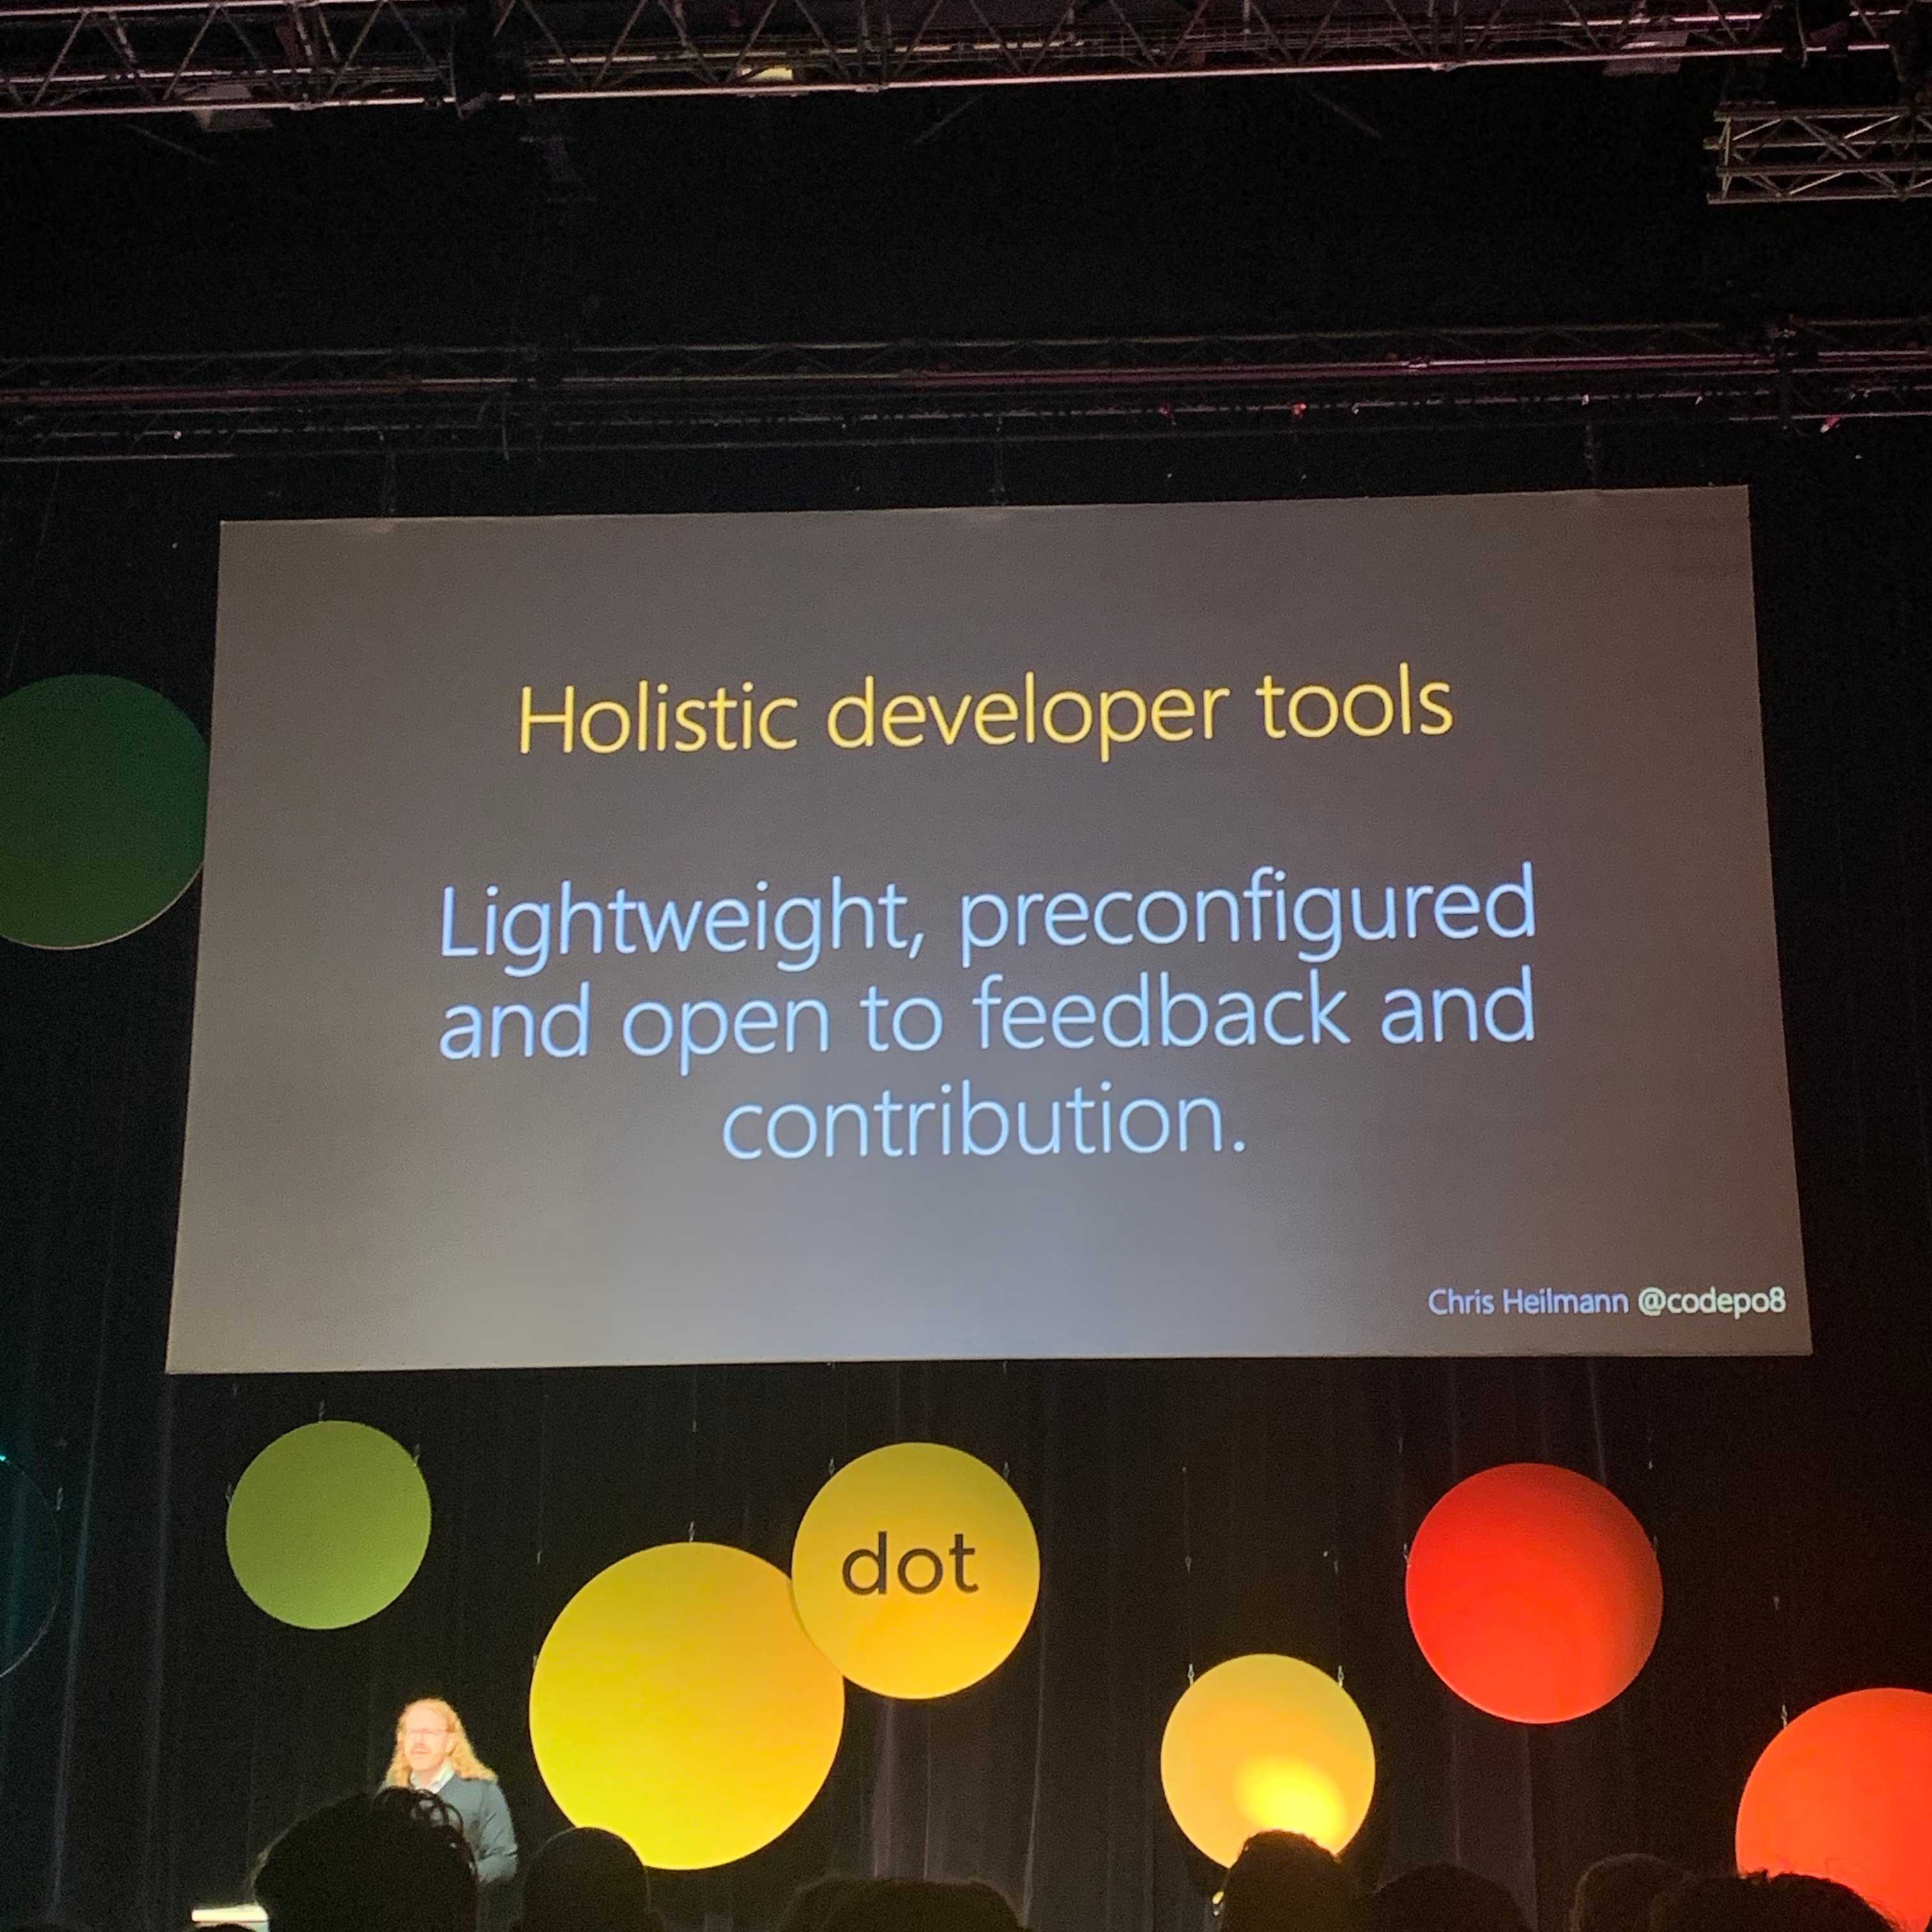 Holistic developer tools
Lightweight, preconfigured
and open to feedback and
contribution.
Chris Heilmann @codepo8
dot